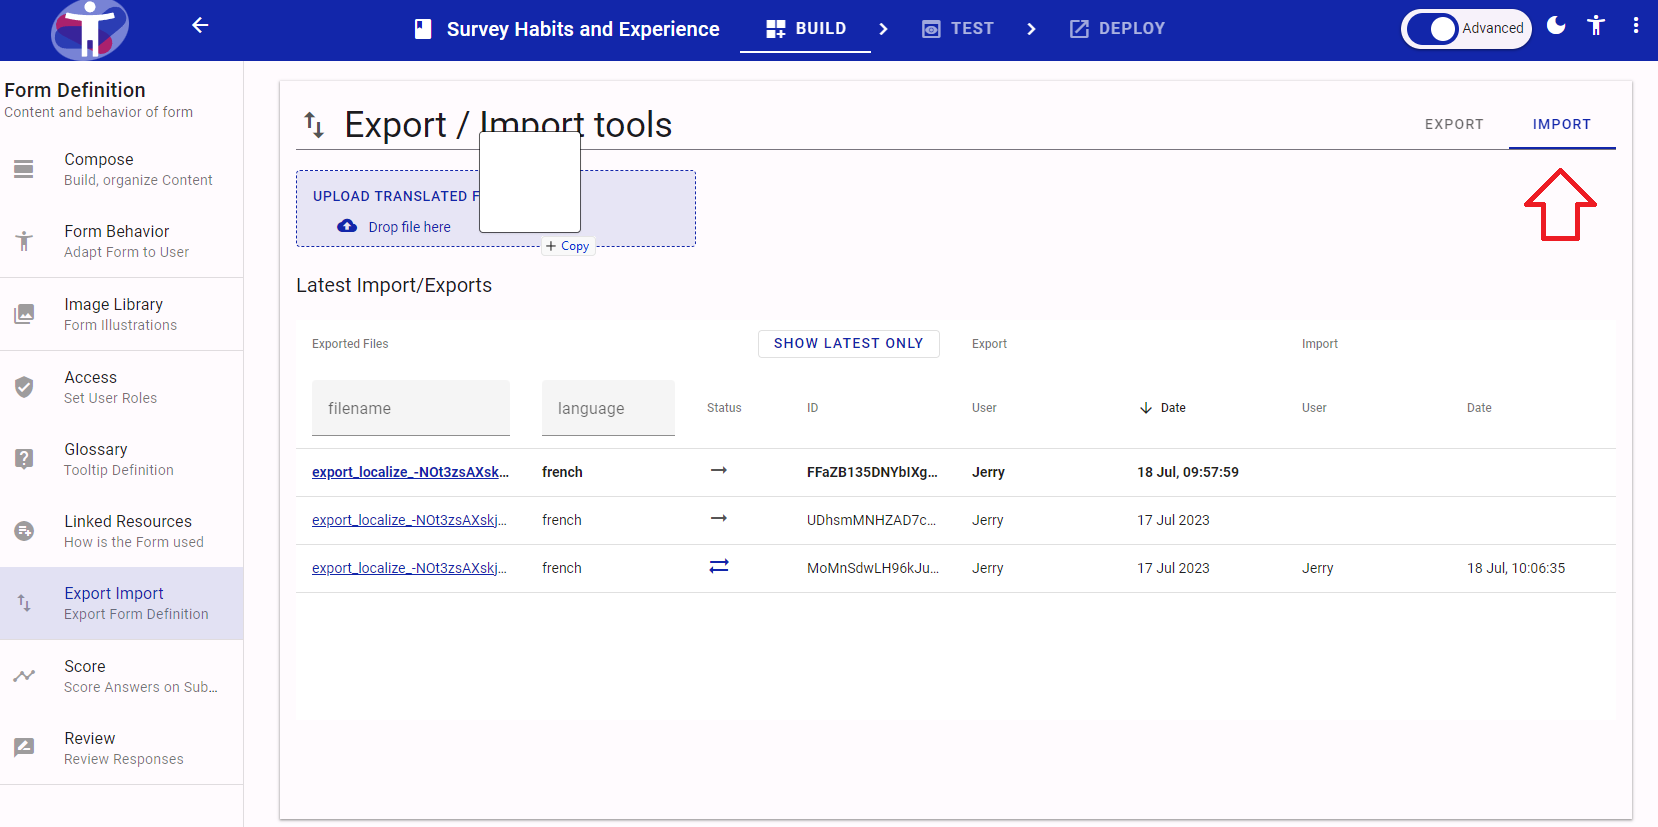 Survey Habits and Experience
BUILD
TEST
DEPLOY
Advanced
Form Definition
Content and behavior of form
Compose
Build, organize Content
Form Behavior
Adapt Form to User
Image Library
Form Illustrations
Access
Set User Roles
Glossary
Tooltip Definition
Linked Resources
How is the Form used
Export Import
Export Form Definition
Score
Score Answers on Sub...
Review
Review Responses
Export / Import tools
EXPORT
IMPORT
UPLOAD TRANSLATED
Drop file here
+ Copy
Latest Import/Exports
Exported Files
SHOW LATEST ONLY
Export
Import
filename
language
Status
ID
User
Date
User
Date
export_localize_-NOt3zsAXsk... french FFaZB135DNYbIXg... Jerry 18 Jul, 09:57:59
export_localize_-NOt3zsAXskj... french UDhsmMNHZAD7c... Jerry 17 Jul 2023
export_localize_-NOt3zsAXskj... french MoMnSdwLH96kJu... Jerry 17 Jul 2023 Jerry 18 Jul, 10:06:35